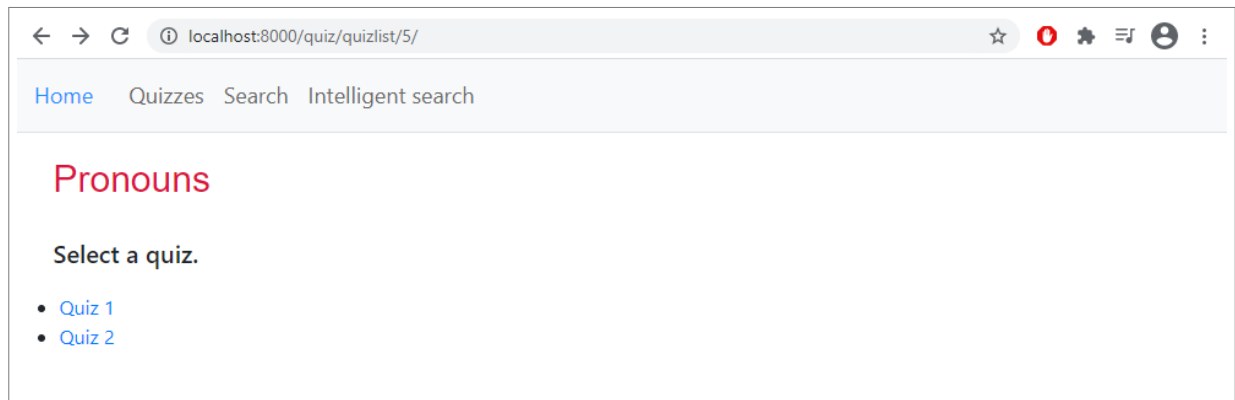 localhost:8000/quiz/quizlist/5/
Home Quizzes Search Intelligent search
Pronouns
Select a quiz.
Quiz 1
Quiz 2